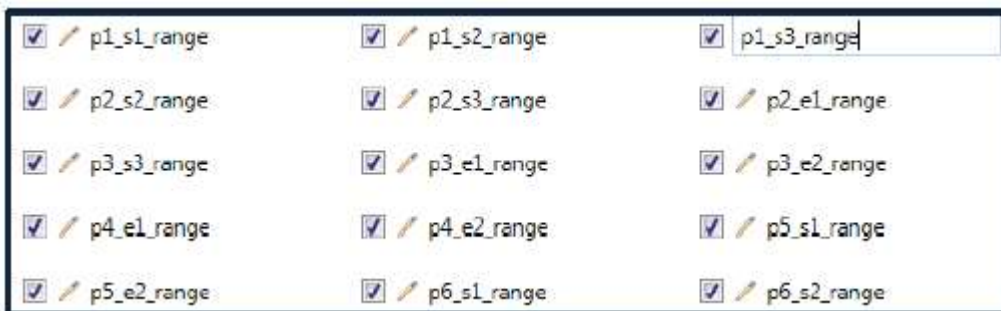 p1_s1_range p1_s2_range p1_s3_range
p2_s2_range p2_s3_range p2_e1_range
p3_s3_range p3_e1_range p3_e2_range
p4_e1_range p4_e2_range p5_s1_range
p5_e2_range p6_s1_range p6_s2_range